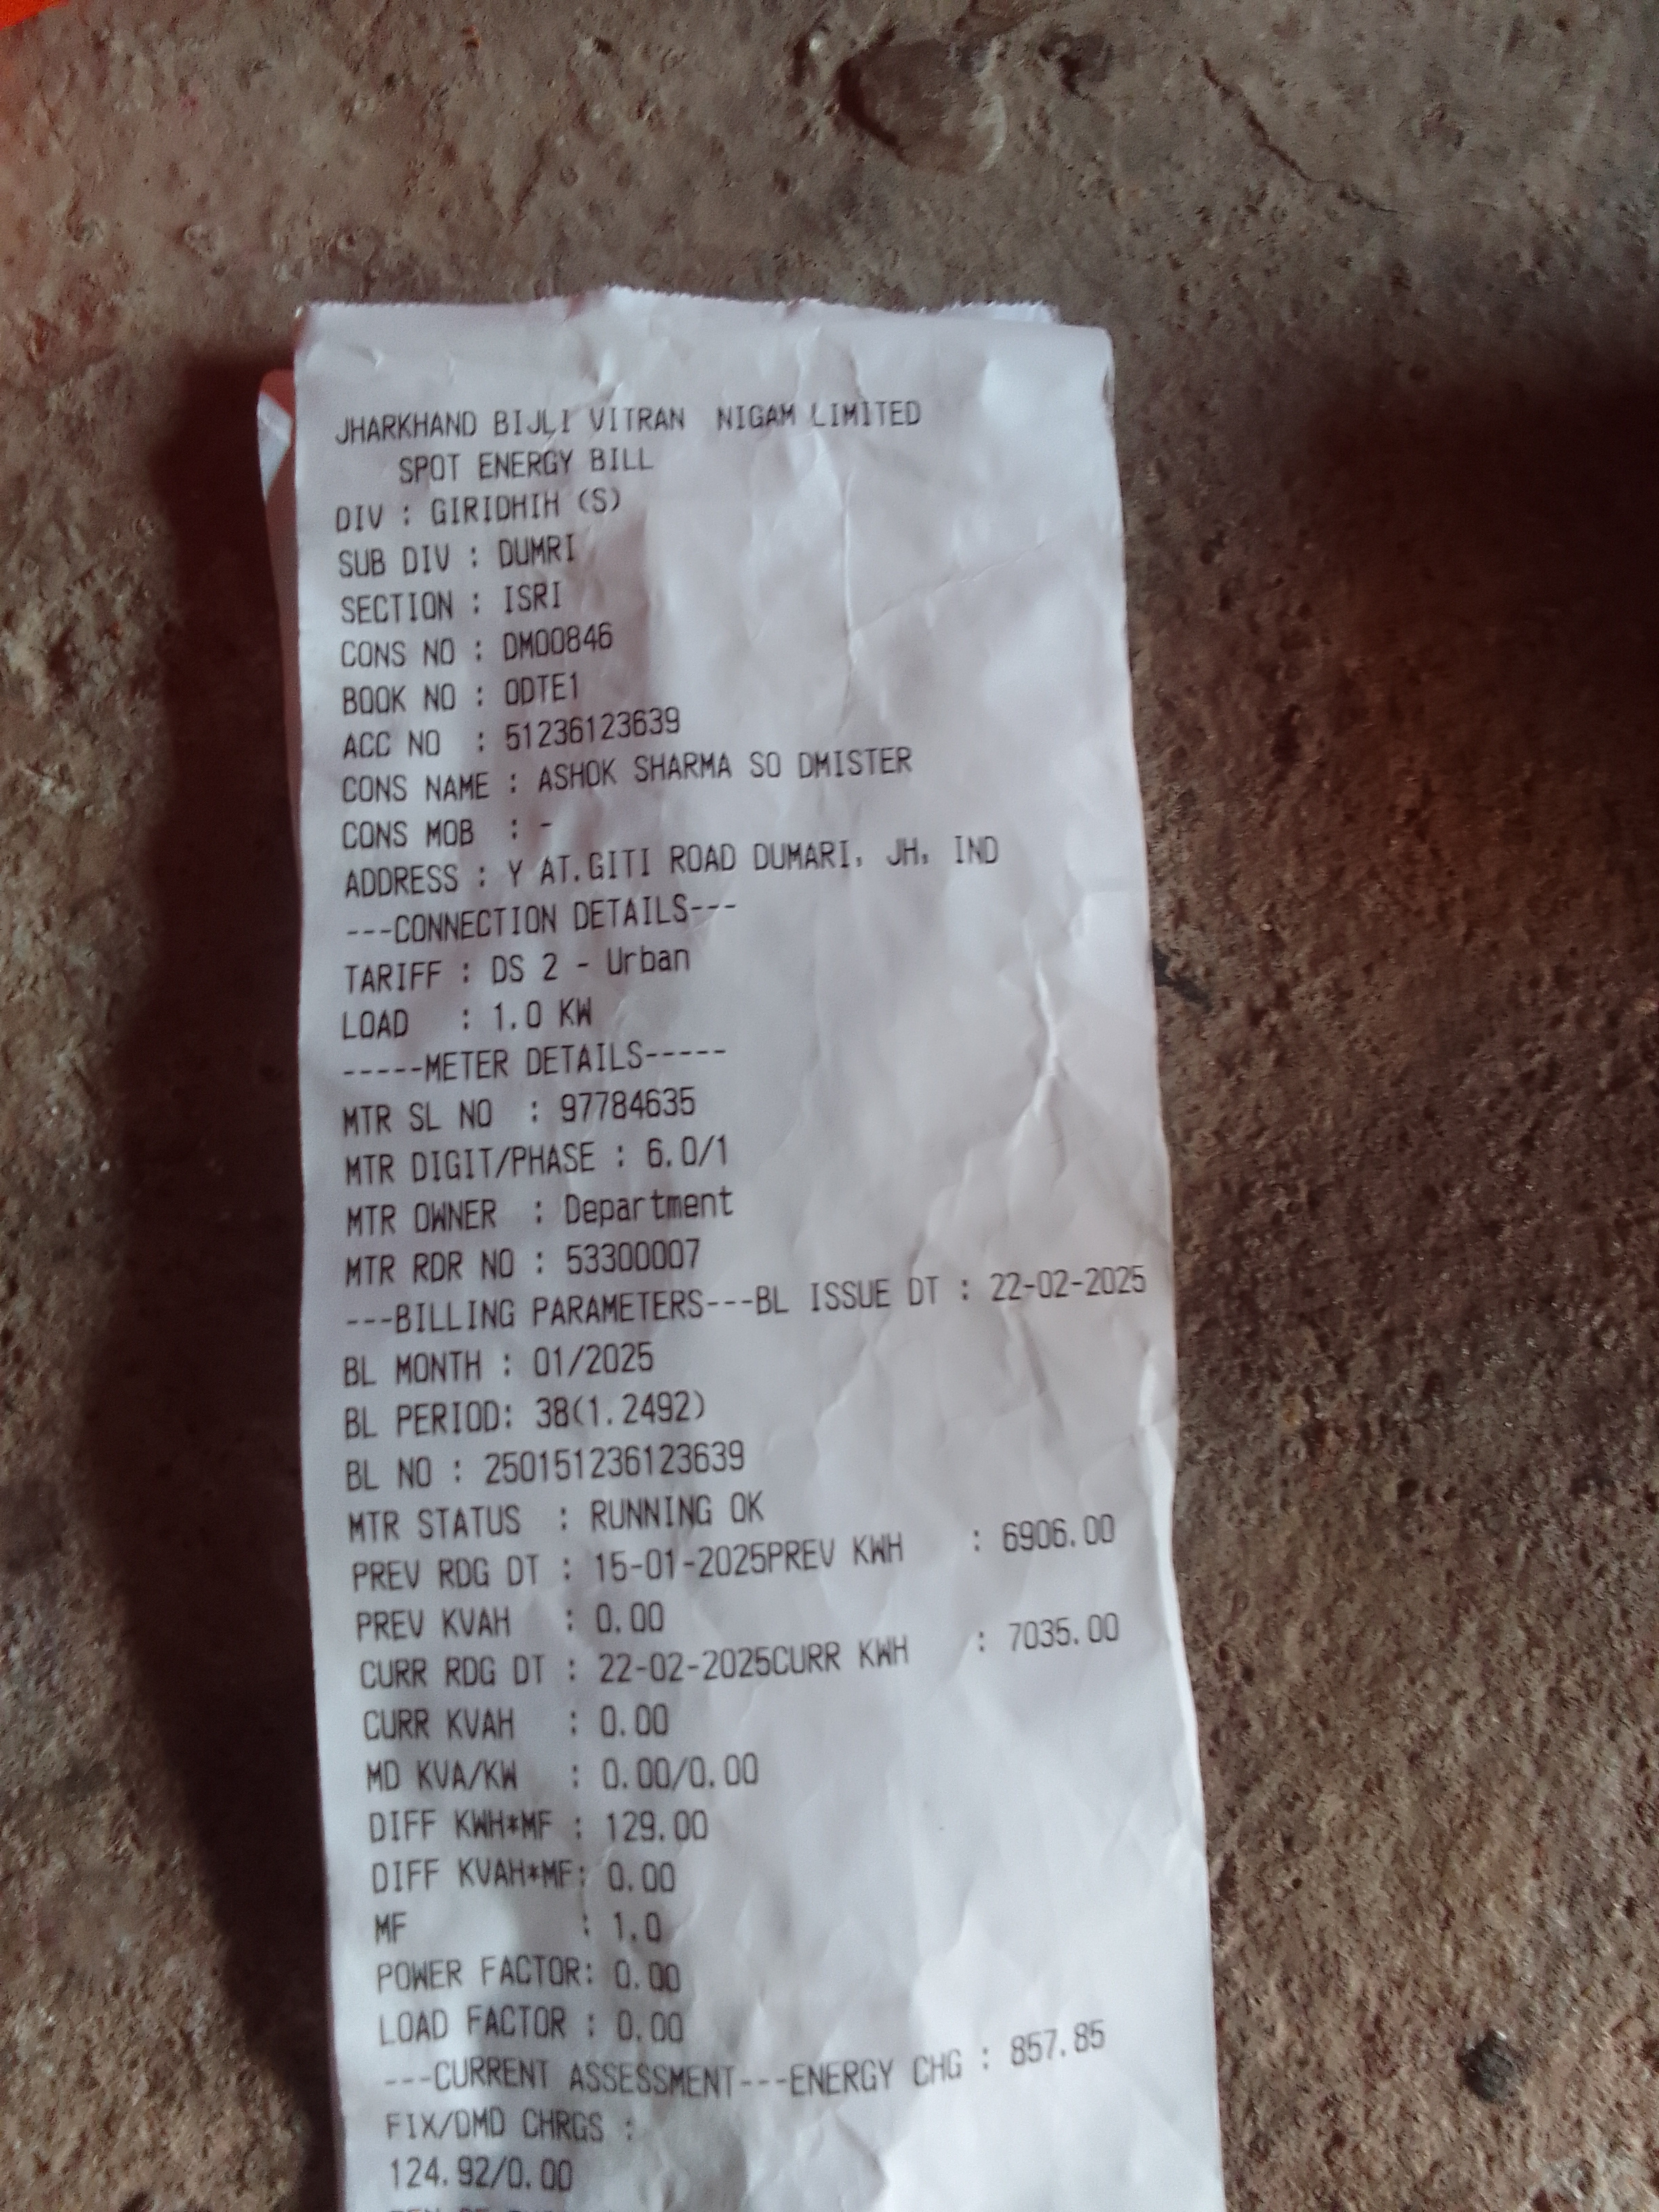 JHARKHAND BIJLI VITRAN NIGAM LIMITED
SPOT ENERGY BILL
DIV : GIRIDHIH (S)
SUB DIV : DUMRI
SECTION : ISRI
CONS NO : DM00846
BOOK NO : ODTE1
ACC NO : 51236123639
CONS NAME : ASHOK SHARMA SO DMISTER
CONS MOB : -
ADDRESS : Y AT.GITI ROAD DUMARI, JH, IND
---CONNECTION DETAILS---
TARIFF : DS 2 - Urban
LOAD : 1.0 KW
-----METER DETAILS-----
MTR SL NO : 97784635
MTR DIGIT/PHASE : 6.0/1
MTR OWNER : Department
MTR RDR NO : 53300007
---BILLING PARAMETERS---BL ISSUE DT : 22-02-2025
BL MONTH : 01/2025
BL PERIOD: 38(1.2492)
BL NO : 250151236123639
MTR STATUS : RUNNING OK
PREV RDG DT : 15-01-2025PREV KWH : 6906.00
PREV KVAH : 0.00
CURR RDG DT : 22-02-2025CURR KWH : 7035.00
CURR KVAH : 0.00
MD KVA/KW : 0.00/0.00
DIFF KWH*MF : 129.00
DIFF KVAH*MF: 0.00
MF : 1.0
POWER FACTOR: 0.00
LOAD FACTOR : 0.00
---CURRENT ASSESSMENT---ENERGY CHG : 857.85
FIX/DMD CHRGS :
124.92/0.00